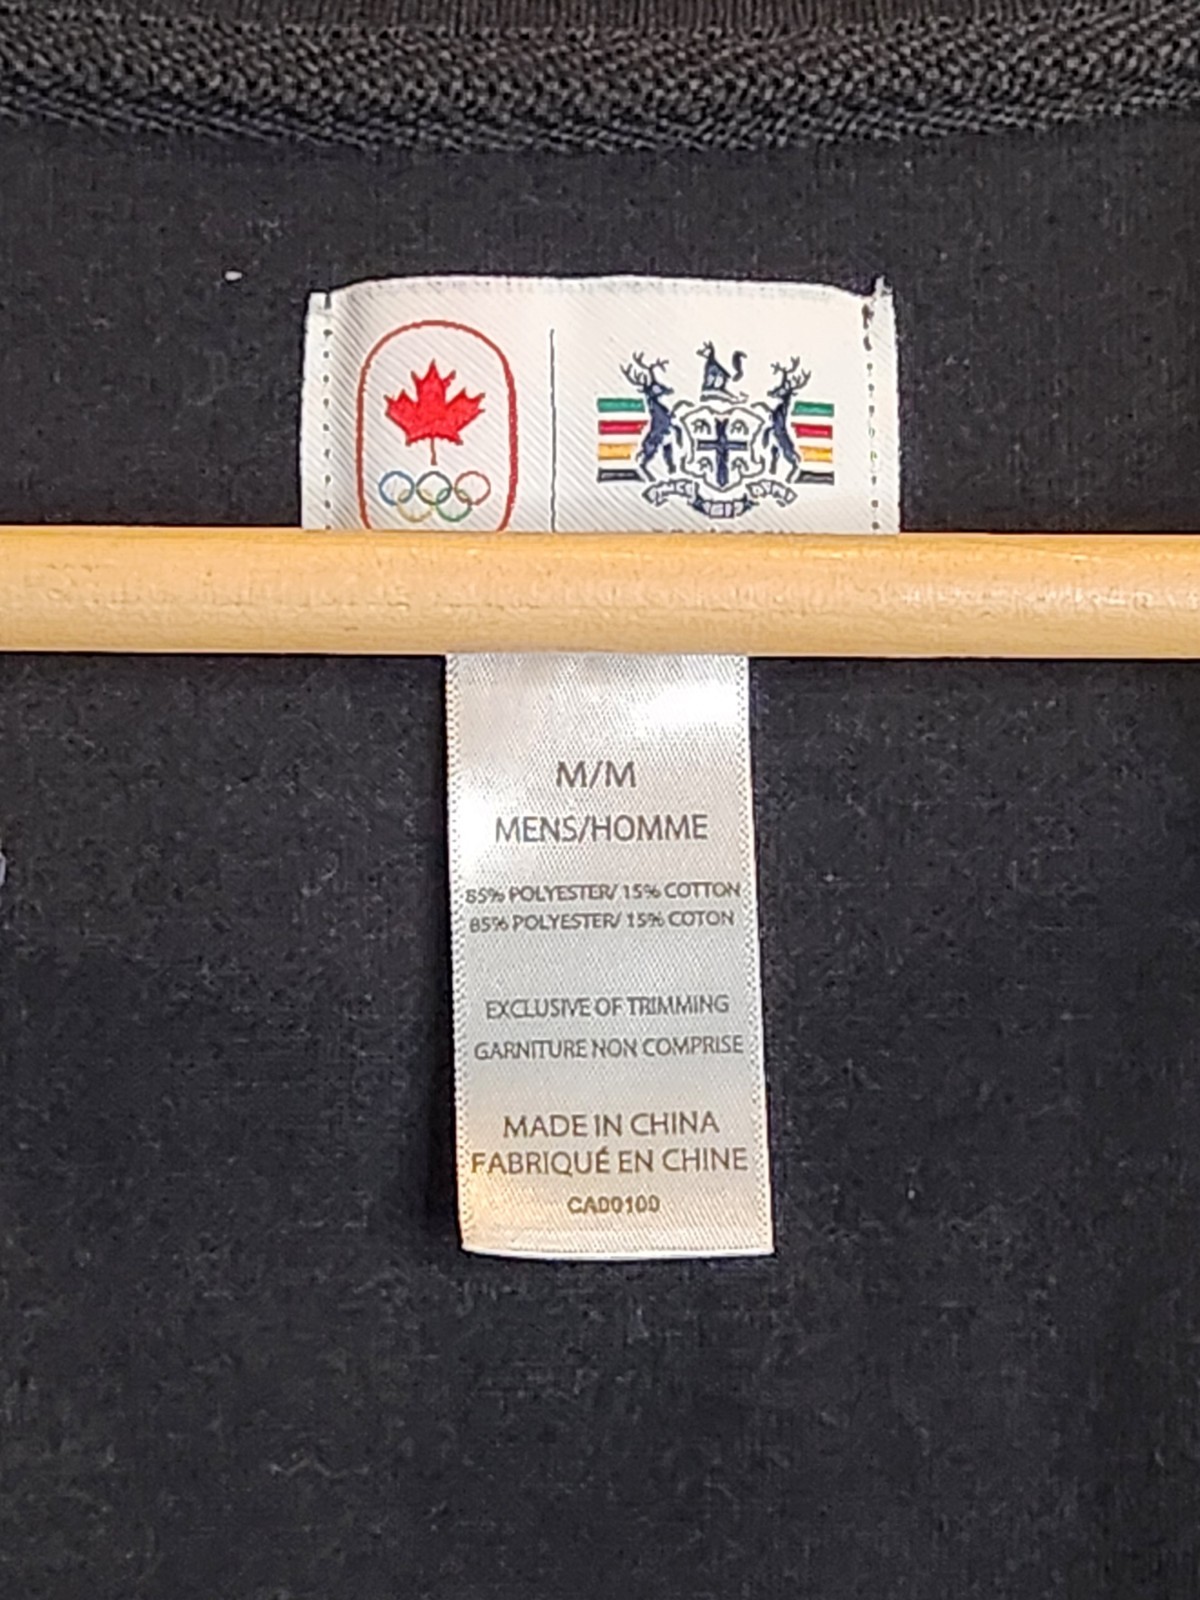 M/M
MENS/HOMME
85% POLYESTER/ 15% COTTON
85% POLYESTER/ 15% COTON
EXCLUSIVE OF TRIMMING
GARNITURE NON COMPRISE
MADE IN CHINA
FABRIQUÉ EN CHINE
CA00100